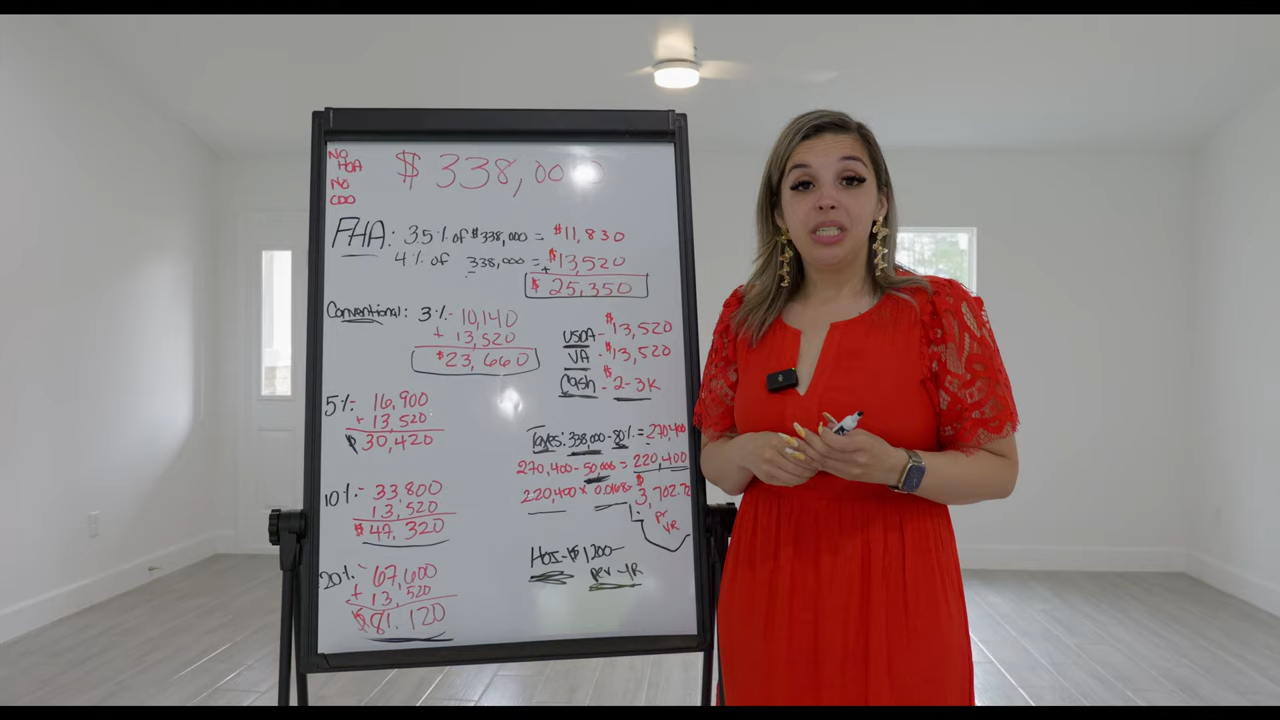 NO
HOA
NO
CDD
$ 338,000
FHA: 3.5% of $338,000 = $11,830
4% of 338,000 = + $13,520
$ 25,350
Conventional: 3% - 10,140
+ 13,520
$23,660
USDA - $13,520
VA - $13,520
Cash - $2-3K
5% - 16,900
+ 13,520
$30,420
10% - 33,800
13,520
$47,320
20% - 67,600
+ 13,520
$81,120
Taxes: 338,000 - 80% = 270,400
270,400 - 50,000 = 220,400
220,400 x 0.0168 = $3,702.72
Pr
YR
HOI - $1200 -
per YR